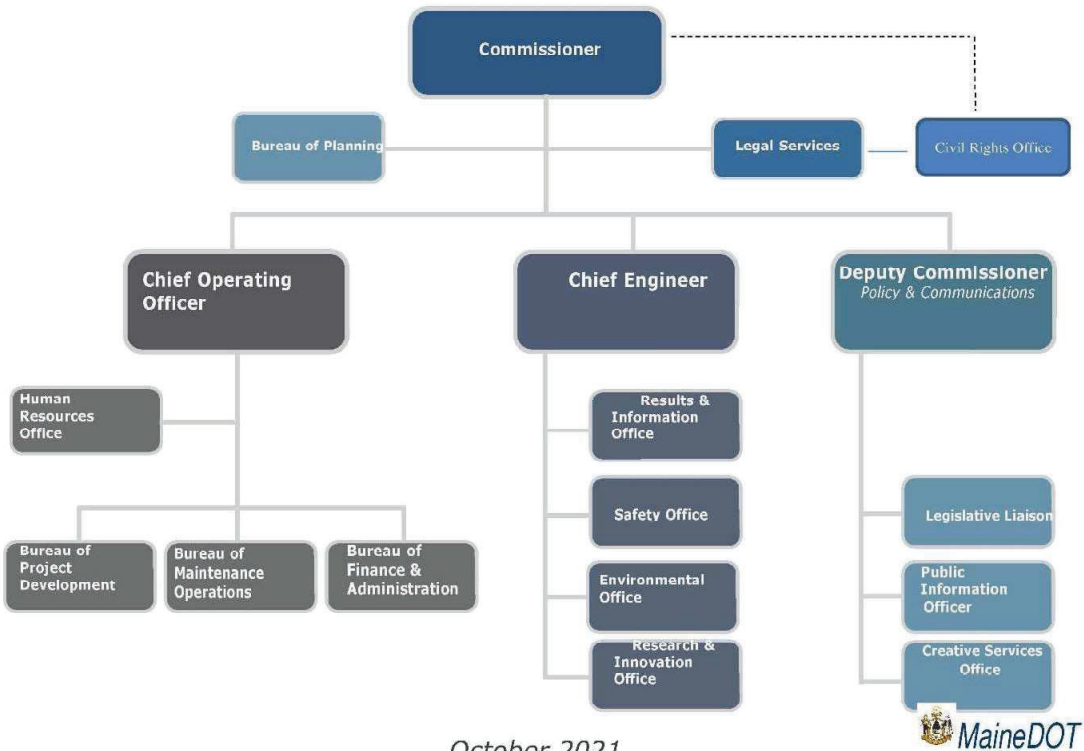 Commissioner
Bureau of Planning
Legal Services
Civil Rights Office
Chief Operating
Officer
Chief Engineer
Deputy Commissioner
Policy & Communications
Human
Resources
Office
Bureau of
Project
Development
Bureau of
Maintenance
Operations
Bureau of
Finance &
Administration
Results &
Information
Office
Safety Office
Environmental
Office
Research &
Innovation
Office
Legislative Liaison
Public
Information
Officer
Creative Services
Office
MaineDOT
October 2021